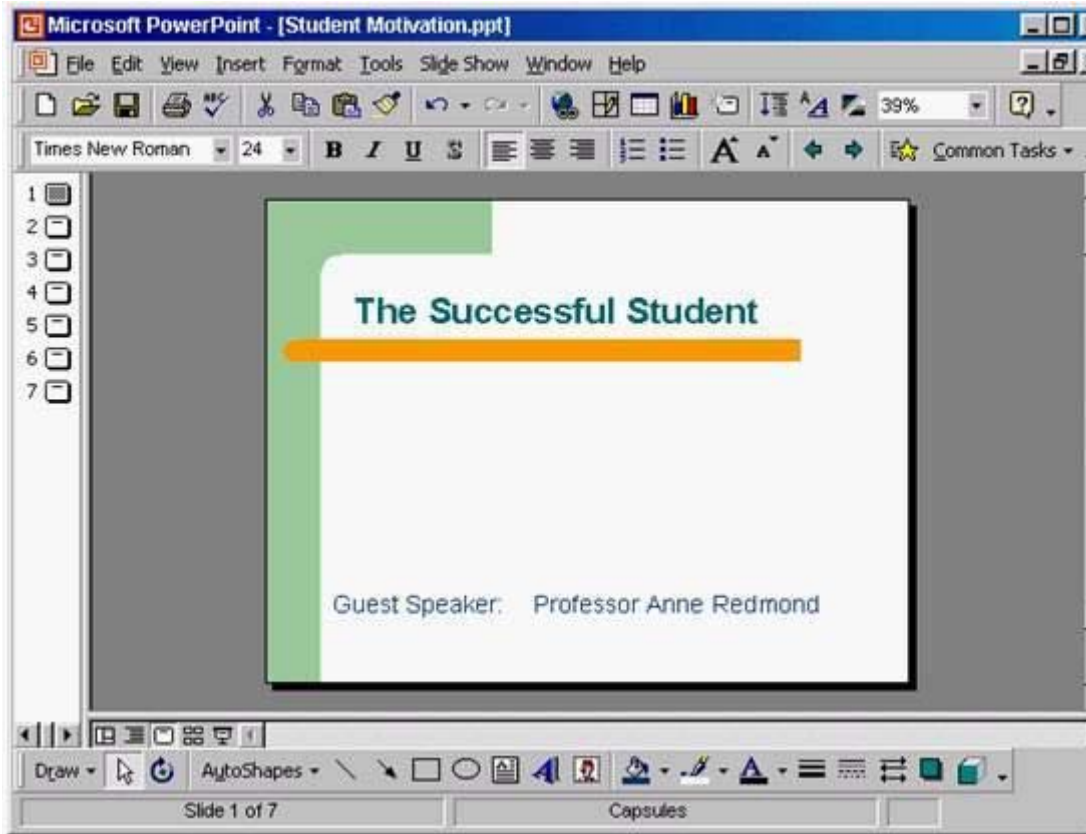 Microsoft PowerPoint - [Student Motivation.ppt]
File Edit View Insert Format Tools Slide Show Window Help
ABC A 39% ?
Times New Roman 24 B I U S A A Common Tasks
1
2
3
4
5
6
7
The Successful Student
Guest Speaker: Professor Anne Redmond
Draw AutoShapes A A
Slide 1 of 7 Capsules